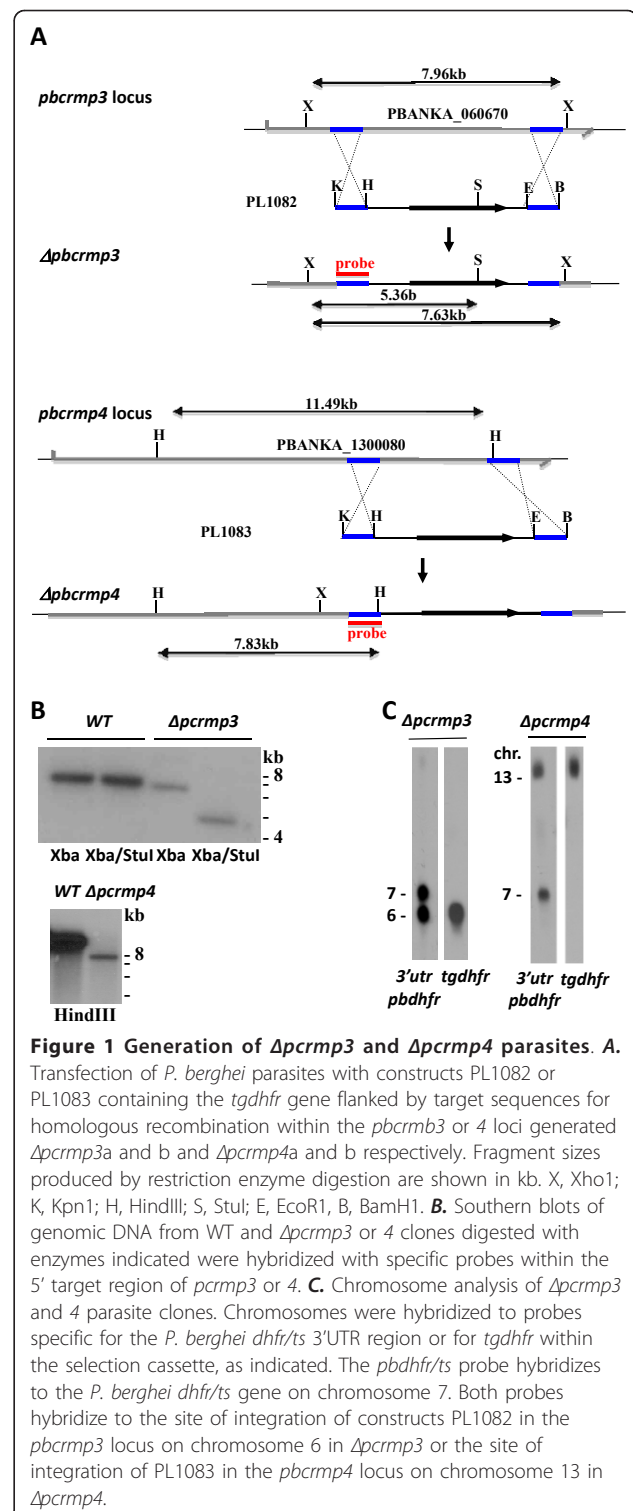 A
7.96kb
pbcrmp3 locus
X PBANKA_060670 X
K H S E B
PL1082
Δpbcrmp3
probe
X S X
5.36b
7.63kb
11.49kb
pbcrmp4 locus
H PBANKA_1300080 H
K H E B
PL1083
Δpbcrmp4
H X H
probe
7.83kb
B
WT Δpcrmp3
kb
- 8
-
-
- 4
Xba Xba/StuI Xba Xba/StuI
WT Δpcrmp4
kb
- 8
-
-
-
HindIII
C
Δpcrmp3 Δpcrmp4
chr.
13 -
7 - 7 -
6 -
3'utr tgdhfr 3'utr tgdhfr
pbdhfr pbdhfr
Figure 1 Generation of Δpcrmp3 and Δpcrmp4 parasites. A.
Transfection of P. berghei parasites with constructs PL1082 or
PL1083 containing the tgdhfr gene flanked by target sequences for
homologous recombination within the pbcrmb3 or 4 loci generated
Δpcrmp3a and b and Δpcrmp4a and b respectively. Fragment sizes
produced by restriction enzyme digestion are shown in kb. X, Xho1;
K, Kpn1; H, HindIII; S, StuI; E, EcoR1, B, BamH1. B. Southern blots of
genomic DNA from WT and Δpcrmp3 or 4 clones digested with
enzymes indicated were hybridized with specific probes within the
5' target region of pcrmp3 or 4. C. Chromosome analysis of Δpcrmp3
and 4 parasite clones. Chromosomes were hybridized to probes
specific for the P. berghei dhfr/ts 3'UTR region or for tgdhfr within
the selection cassette, as indicated. The pbdhfr/ts probe hybridizes
to the P. berghei dhfr/ts gene on chromosome 7. Both probes
hybridize to the site of integration of constructs PL1082 in the
pbcrmp3 locus on chromosome 6 in Δpcrmp3 or the site of
integration of PL1083 in the pbcrmp4 locus on chromosome 13 in
Δpcrmp4.